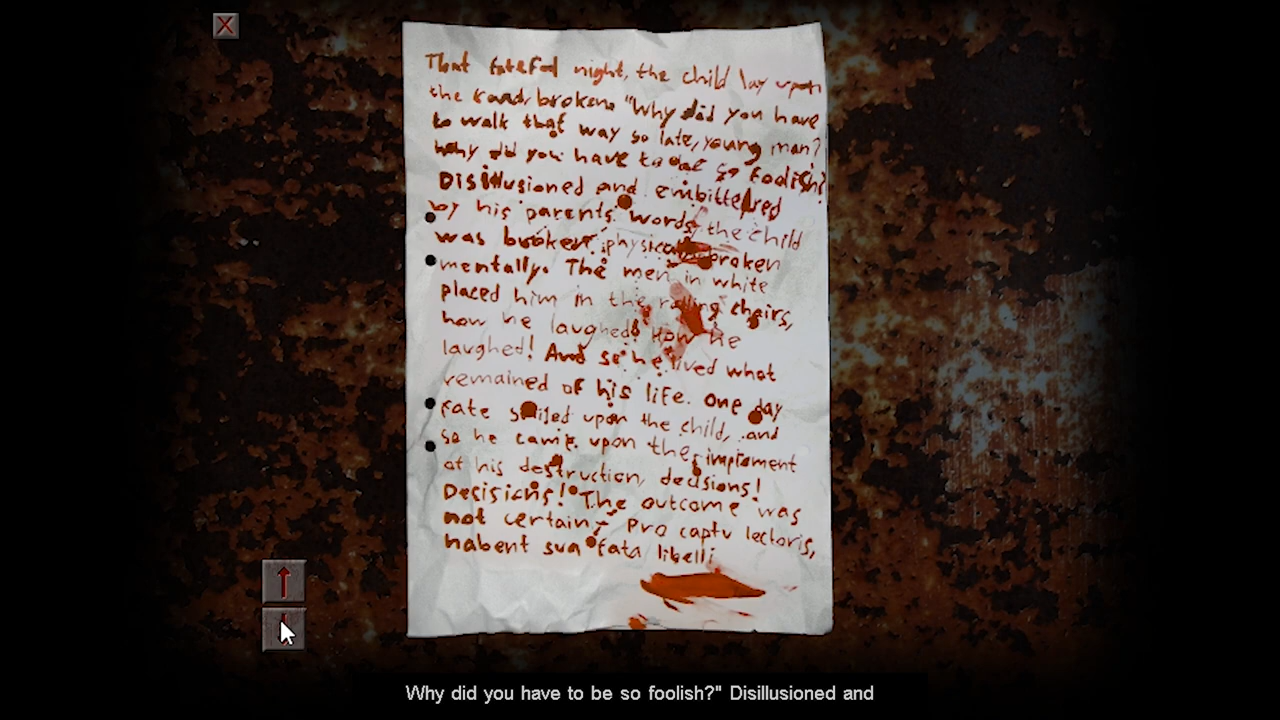 That fateful night, the child lay upon
the road, broken. "Why did you have
to walk that way so late, young man?
Why did you have to be so foolish?
Disillusioned and embittered
by his parents words, the child
was broken physically broken
mentally. The men in white
placed him in the rolling chairs,
how he laughed! How he
laughed! And so he lived what
remained of his life. One day
fate smiled upon the child, and
so he came upon the implement
of his destruction, decisions!
Decisions! The outcome was
not certain - Pro captu lectoris,
habent sua fata libelli
Why did you have to be so foolish?" Disillusioned and